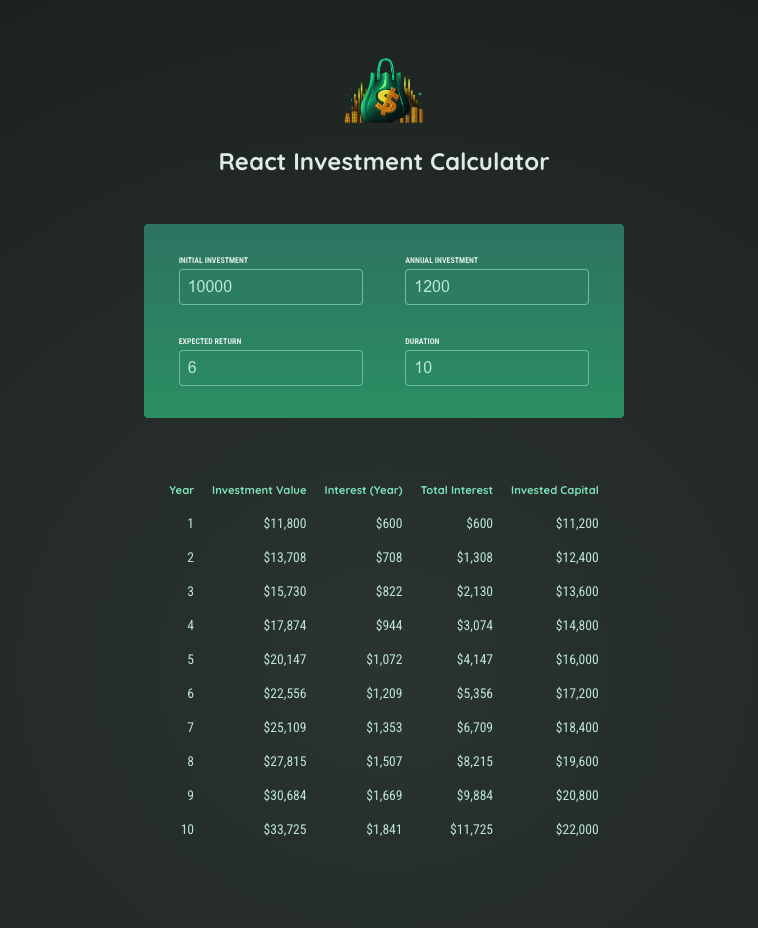 $
React Investment Calculator
INITIAL INVESTMENT ANNUAL INVESTMENT
10000 1200
EXPECTED RETURN DURATION
6 10
Year Investment Value Interest (Year) Total Interest Invested Capital
1 $11,800 $600 $600 $11,200
2 $13,708 $708 $1,308 $12,400
3 $15,730 $822 $2,130 $13,600
4 $17,874 $944 $3,074 $14,800
5 $20,147 $1,072 $4,147 $16,000
6 $22,556 $1,209 $5,356 $17,200
7 $25,109 $1,353 $6,709 $18,400
8 $27,815 $1,507 $8,215 $19,600
9 $30,684 $1,669 $9,884 $20,800
10 $33,725 $1,841 $11,725 $22,000